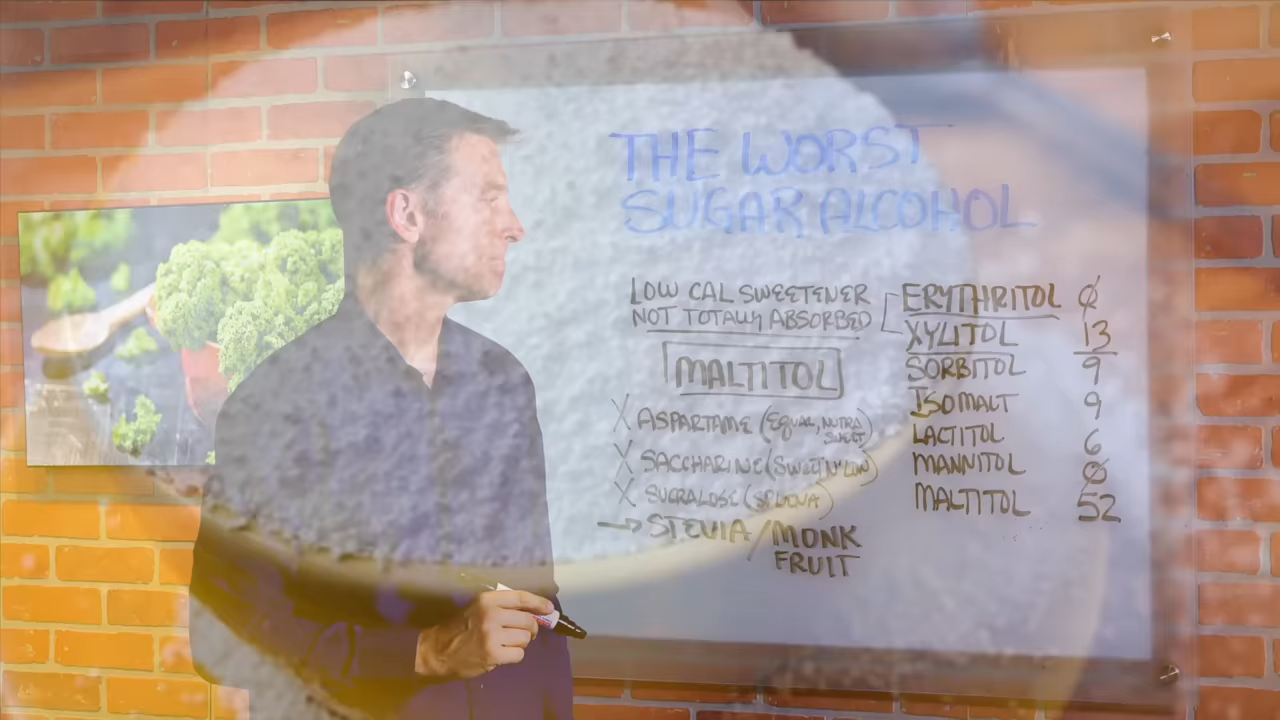 THE WORST
SUGAR ALCOHOL
LOW CAL SWEETENER
NOT TOTALLY ABSORBED
MALTITOL
X ASPARTAME (EQUAL, NUTRA
SWEET)
X SACCHARINE (SWEET'N'LOW)
X SUCRALOSE (SPLENDA)
→ STEVIA / MONK
FRUIT
ERYTHRITOL Ø
XYLITOL 13
SORBITOL 9
ISOMALT 9
LACTITOL 6
MANNITOL Ø
MALTITOL 52